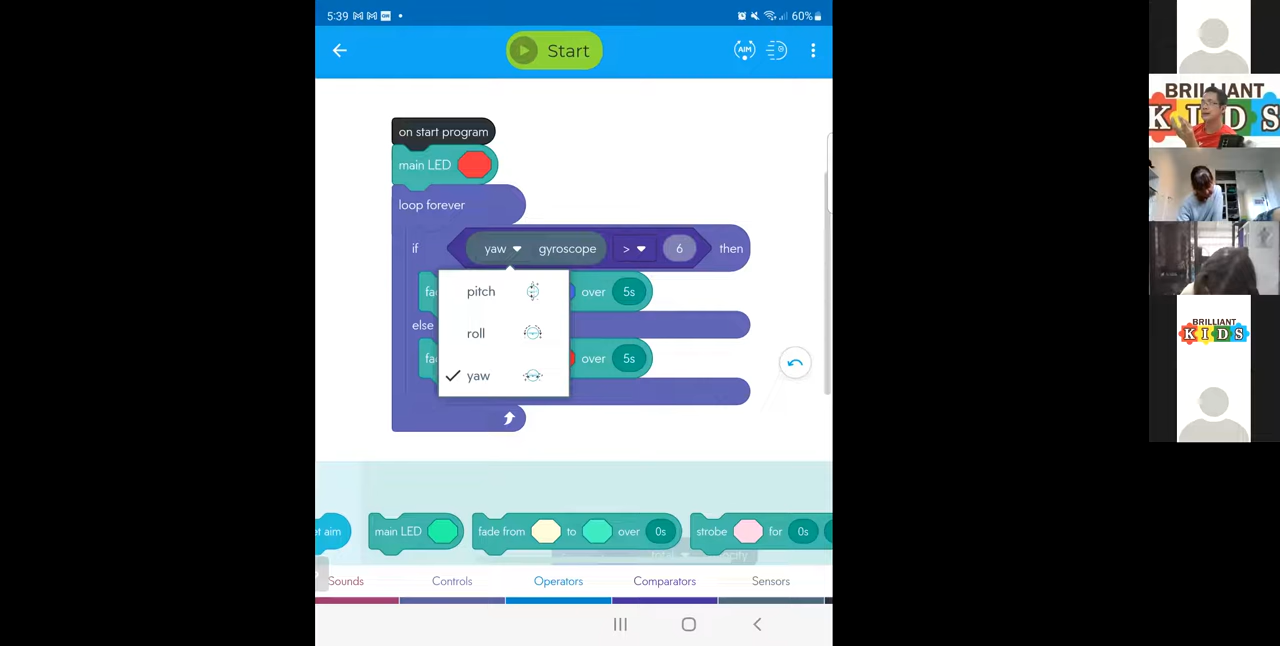 5:39
60%
Start
AIM
on start program
main LED
loop forever
if yaw gyroscope > 6 then
pitch
roll
yaw
over 5s
else
over 5s
main LED
fade from to over 0s
strobe for 0s
Sounds
Controls
Operators
Comparators
Sensors
BRILLIANT
KIDS
BRILLIANT
KIDS